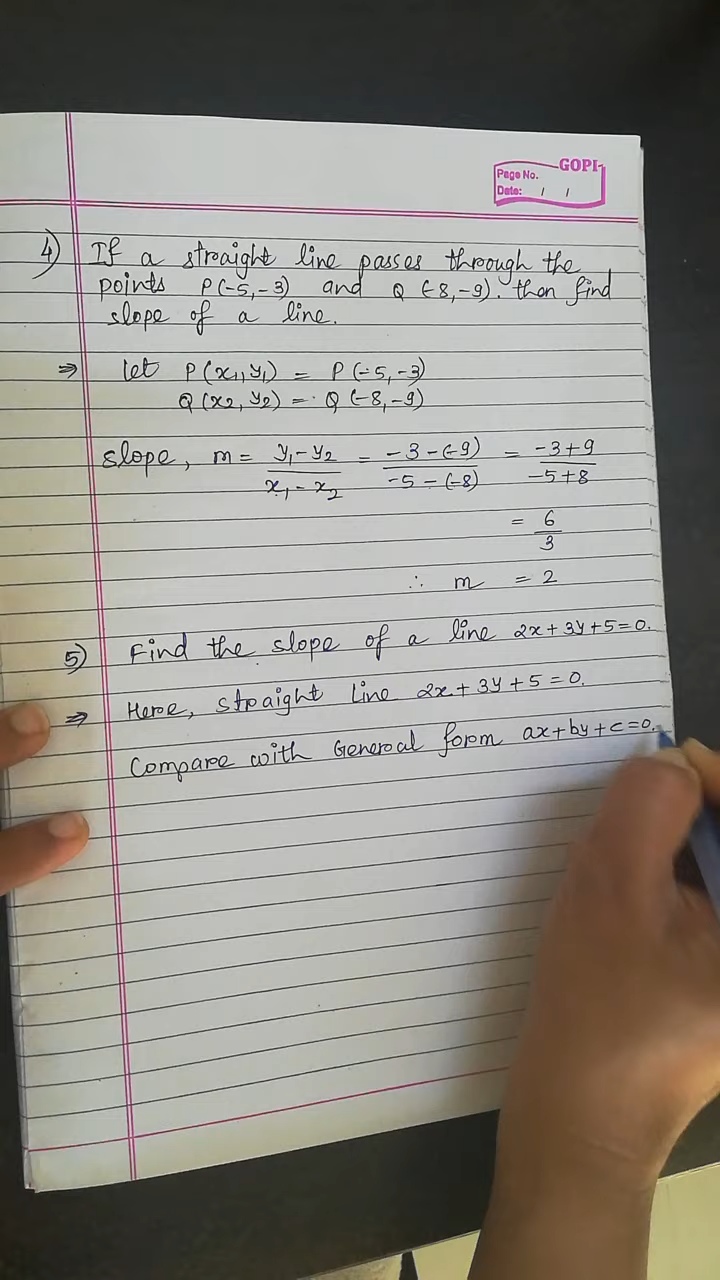 GOPI
Page No.
Date: / /
4) If a straight line passes through the
points P(-5,-3) and Q (-8,-9). then find
slope of a line.
⇒ let P(x₁,y₁) = P(-5,-3)
Q(x₂, y₂) = Q(-8,-9)
slope, m = y₁-y₂ / x₁-x₂ = -3-(-9) / -5-(-8) = -3+9 / -5+8
= 6/3
∴ m = 2
5) Find the slope of a line 2x+3y+5=0.
⇒ Here, straight line 2x+3y+5=0.
Compare with General form ax+by+c=0.